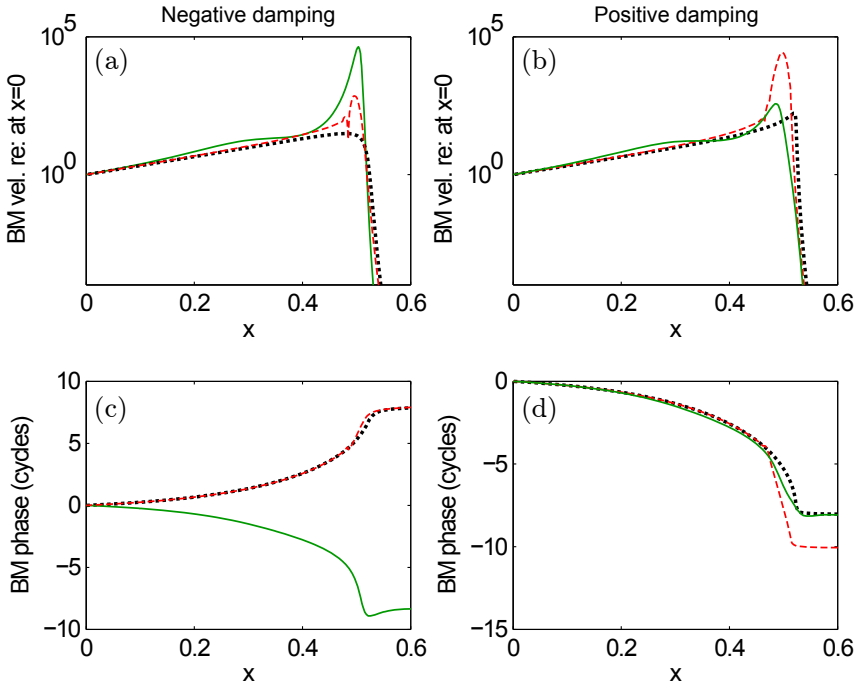 Negative damping
Positive damping
10^5
10^0
BM vel. re: at x=0
(a)
0
0.2
0.4
0.6
x
10^5
10^0
BM vel. re: at x=0
(b)
0
0.2
0.4
0.6
x
10
5
0
−5
−10
BM phase (cycles)
(c)
0
0.2
0.4
0.6
x
0
−5
−10
−15
BM phase (cycles)
(d)
0
0.2
0.4
0.6
x